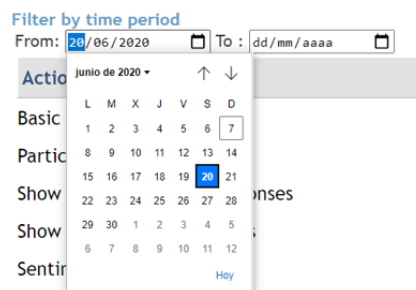 Filter by time period
From: 20/06/2020 To : dd/mm/aaaa
junio de 2020
L M X J V S D
1 2 3 4 5 6 7
8 9 10 11 12 13 14
15 16 17 18 19 20 21
22 23 24 25 26 27 28
29 30 1 2 3 4 5
6 7 8 9 10 11 12
Hoy
Actio
Basic
Partic
Show onses
Show s
Sentin